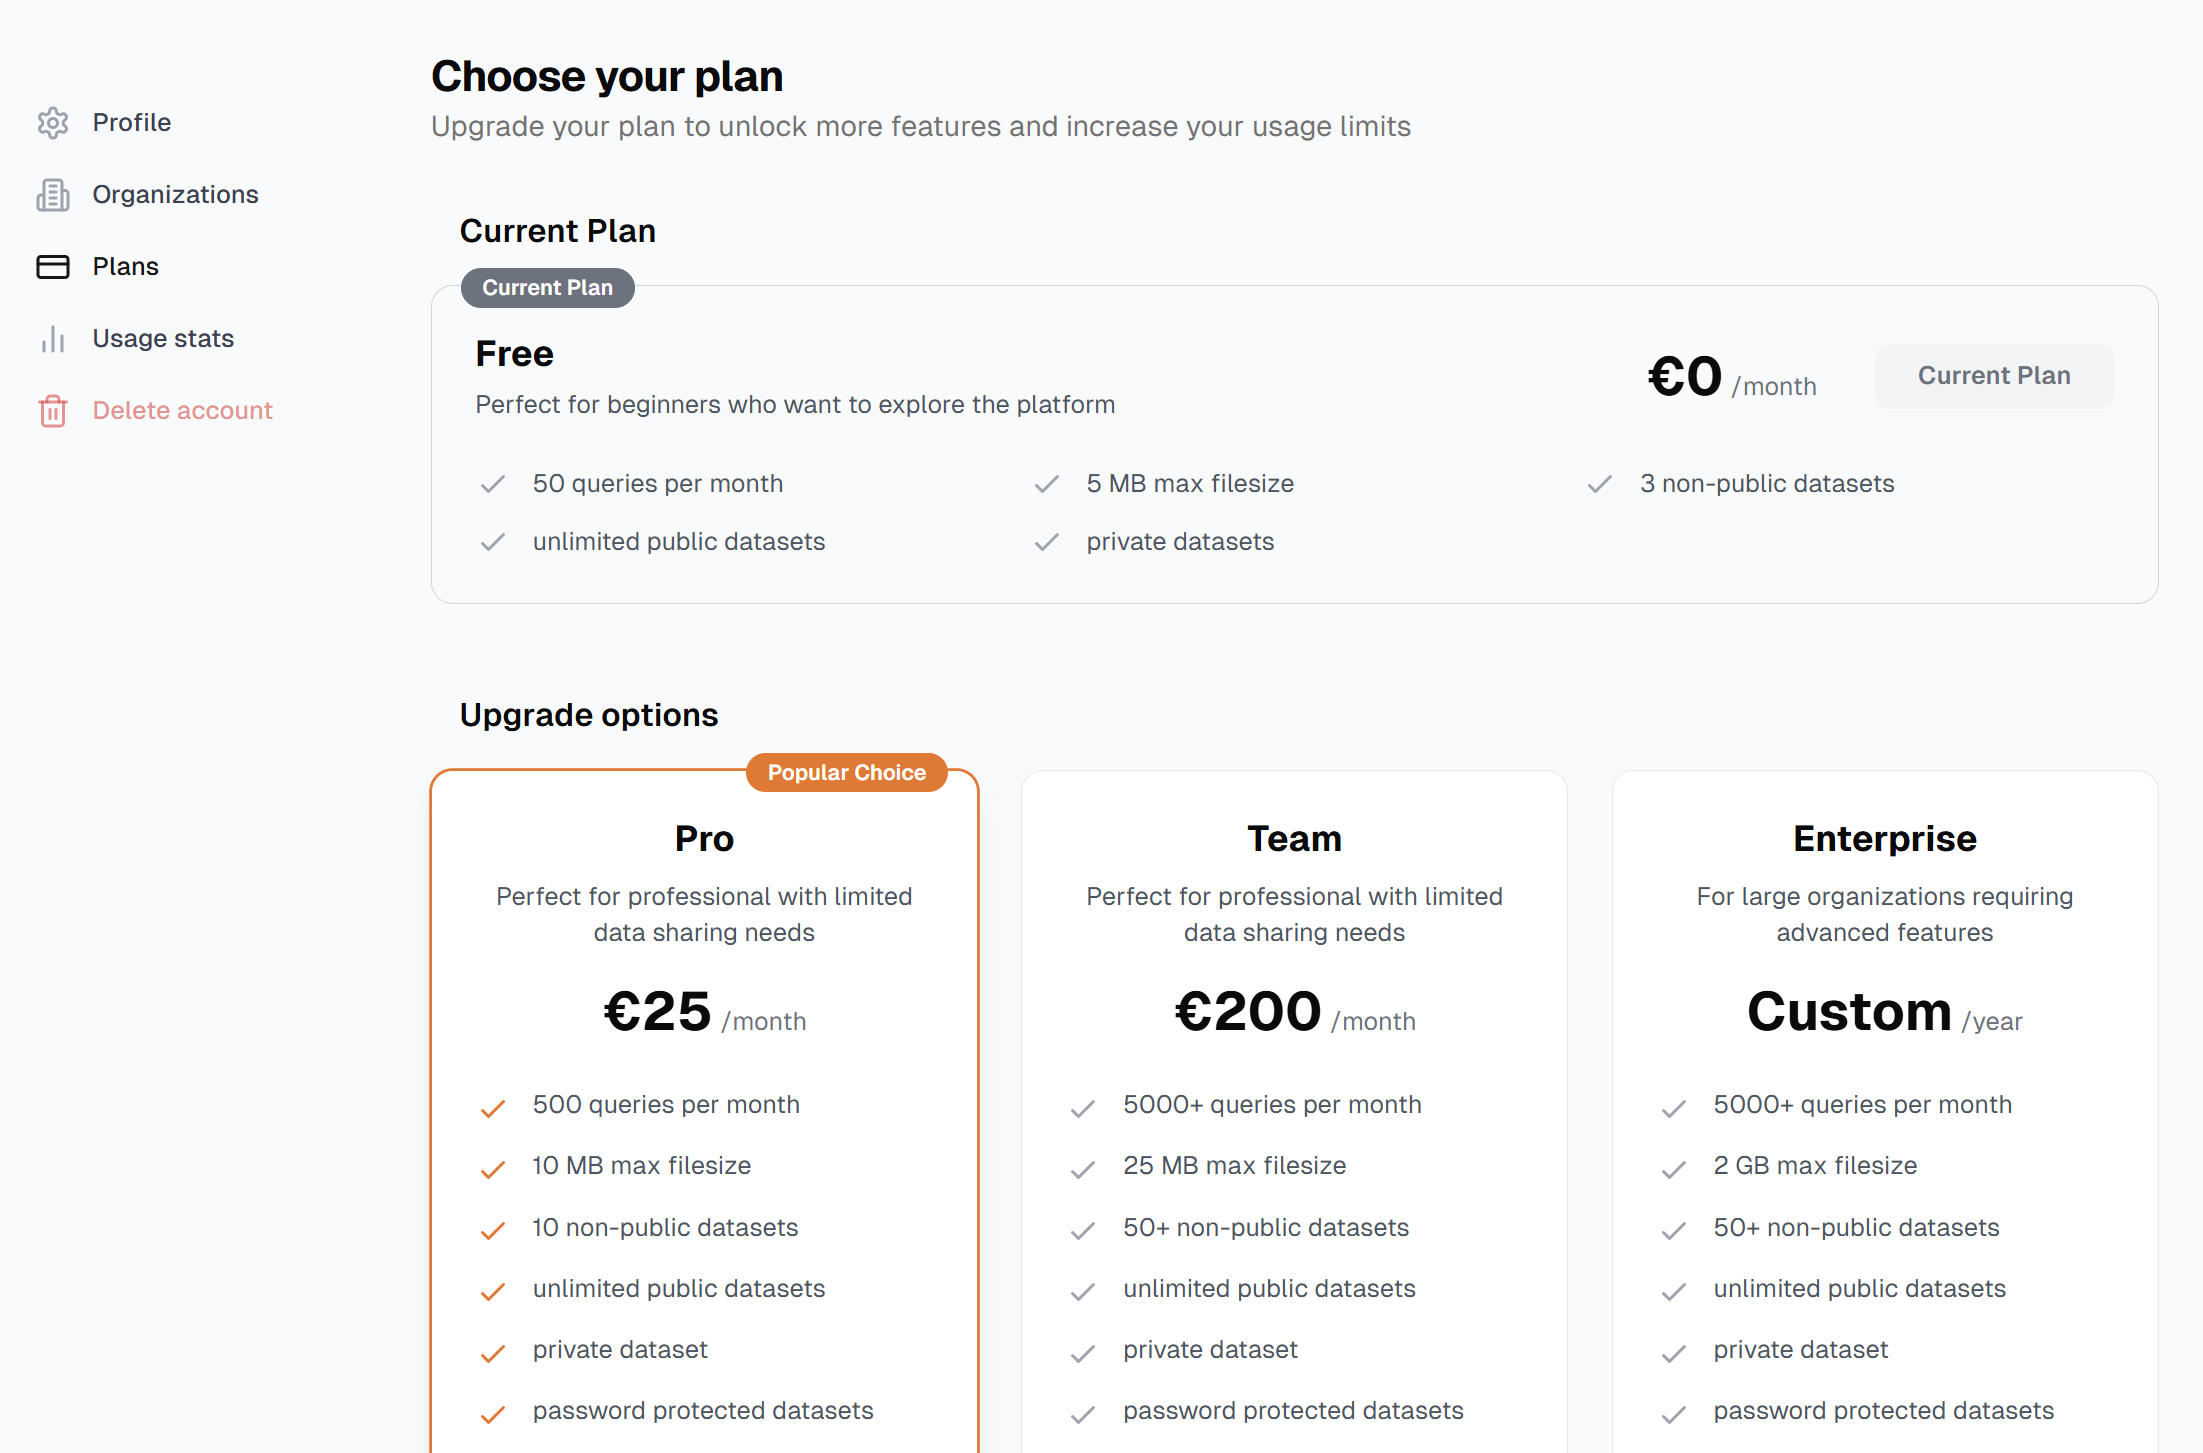 Profile
Organizations
Plans
Usage stats
Delete account
Choose your plan
Upgrade your plan to unlock more features and increase your usage limits
Current Plan
Current Plan
Free
Perfect for beginners who want to explore the platform
€0 /month
Current Plan
50 queries per month
5 MB max filesize
3 non-public datasets
unlimited public datasets
private datasets
Upgrade options
Popular Choice
Pro
Perfect for professional with limited
data sharing needs
€25 /month
500 queries per month
10 MB max filesize
10 non-public datasets
unlimited public datasets
private dataset
password protected datasets
Team
Perfect for professional with limited
data sharing needs
€200 /month
5000+ queries per month
25 MB max filesize
50+ non-public datasets
unlimited public datasets
private dataset
password protected datasets
Enterprise
For large organizations requiring
advanced features
Custom /year
5000+ queries per month
2 GB max filesize
50+ non-public datasets
unlimited public datasets
private dataset
password protected datasets